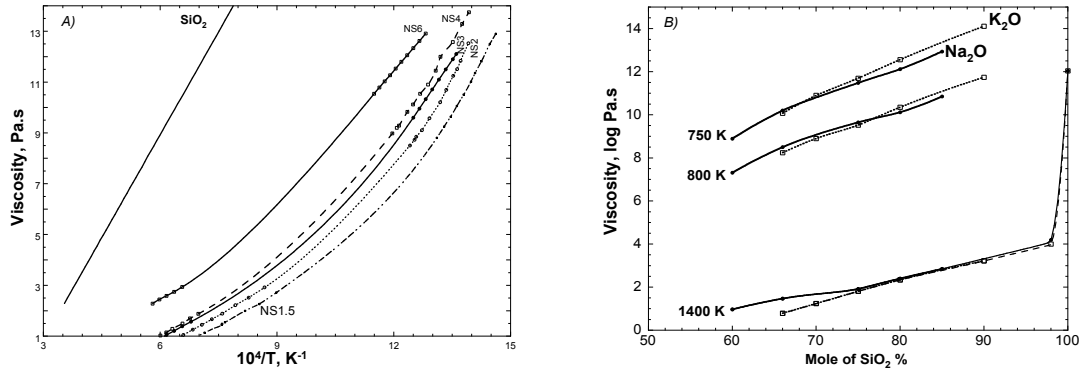 A)
SiO2
NS6
NS4
NS3
NS2
NS1.5
Viscosity, Pa.s
13
11
9
7
5
3
1
3
6
9
12
15
10⁴/T, K⁻¹
B)
K2O
Na2O
750 K
800 K
1400 K
Viscosity, log Pa.s
14
12
10
8
6
4
2
0
50
60
70
80
90
100
Mole of SiO2 %